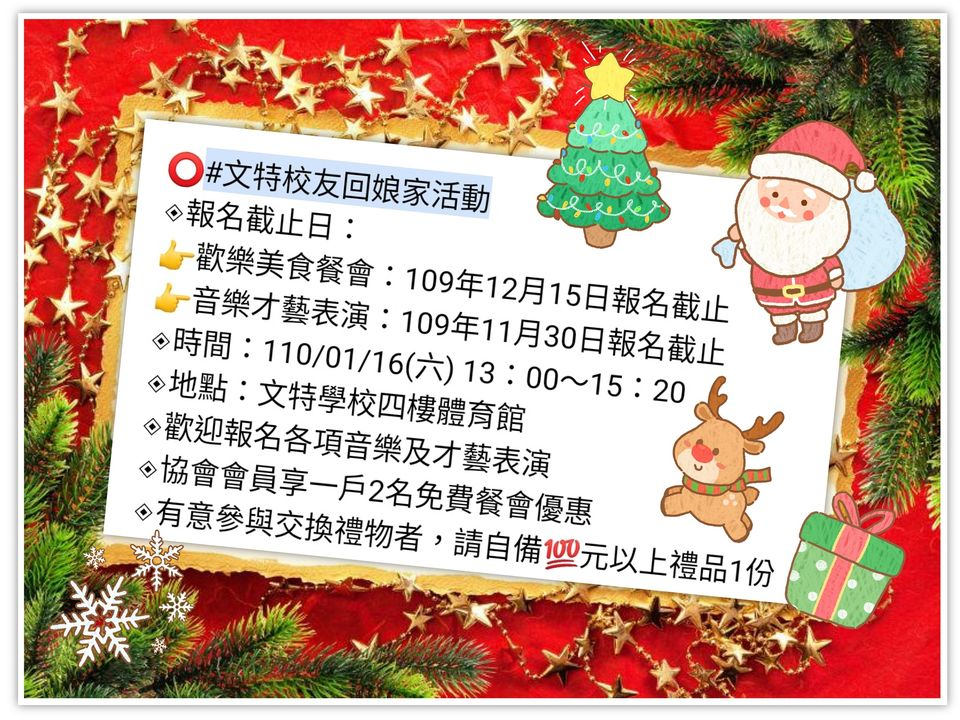 ⭕#文特校友回娘家活動
◈報名截止日：
👉歡樂美食餐會：109年12月15日報名截止
👉音樂才藝表演：109年11月30日報名截止
◈時間：110/01/16(六) 13：00～15：20
◈地點：文特學校四樓體育館
◈歡迎報名各項音樂及才藝表演
◈協會會員享一戶2名免費餐會優惠
◈有意參與交換禮物者，請自備💯元以上禮品1份